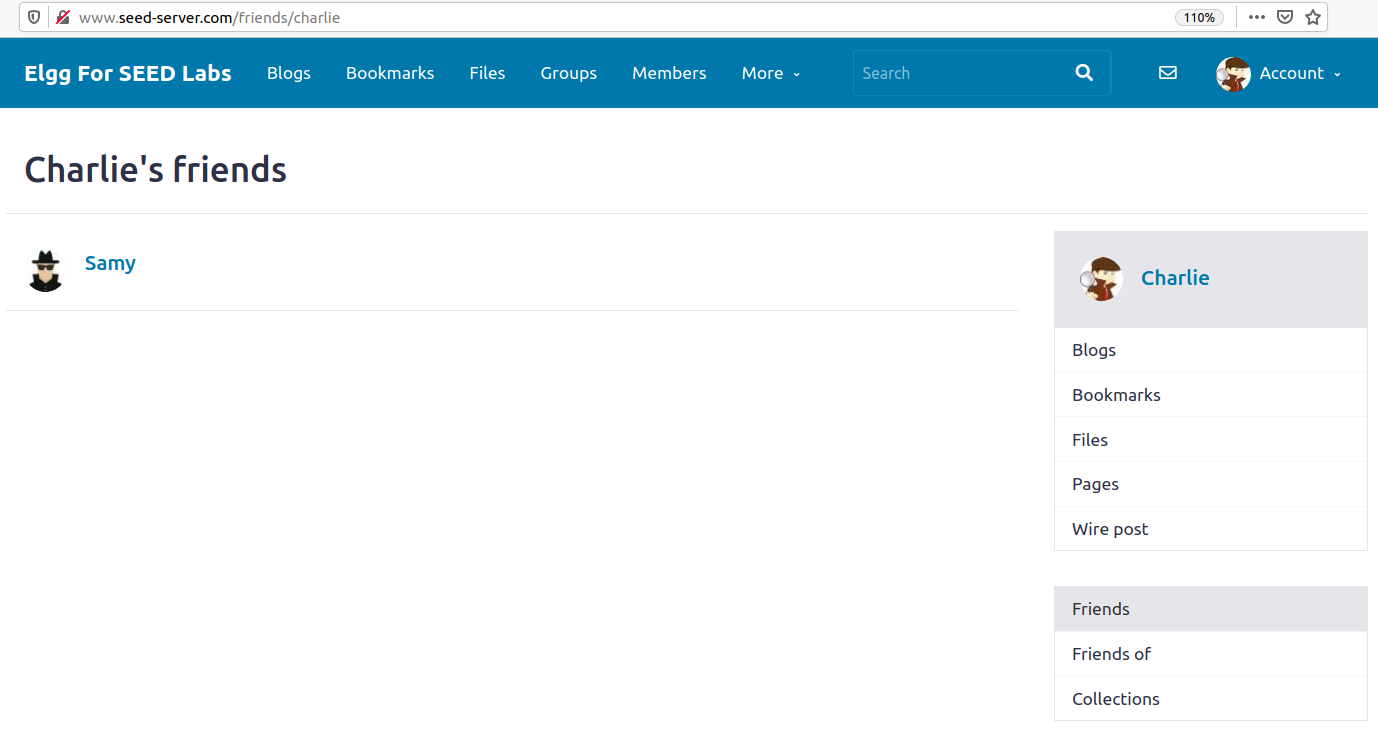 www.seed-server.com/friends/charlie 110%
Elgg For SEED Labs Blogs Bookmarks Files Groups Members More Search Account
Charlie's friends
Samy
Charlie
Blogs
Bookmarks
Files
Pages
Wire post
Friends
Friends of
Collections